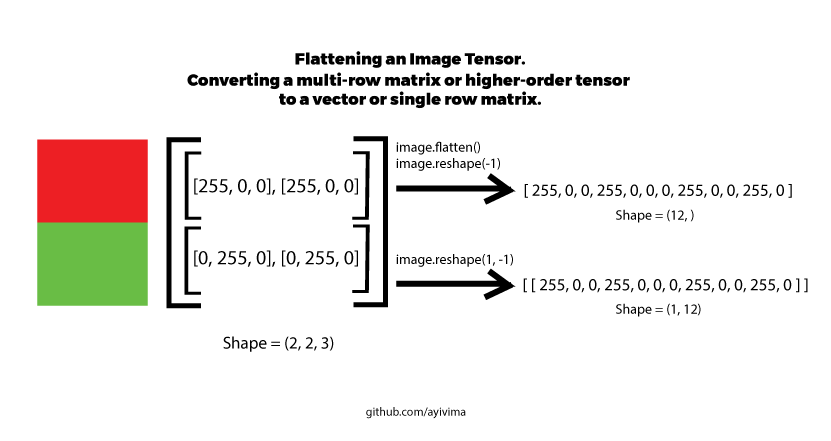 Flattening an Image Tensor.
Converting a multi-row matrix or higher-order tensor
to a vector or single row matrix.
image.flatten()
image.reshape(-1)
[255, 0, 0], [255, 0, 0]
[ 255, 0, 0, 255, 0, 0, 0, 255, 0, 0, 255, 0 ]
Shape = (12, )
[0, 255, 0], [0, 255, 0]
image.reshape(1, -1)
[ [ 255, 0, 0, 255, 0, 0, 0, 255, 0, 0, 255, 0 ] ]
Shape = (1, 12)
Shape = (2, 2, 3)
github.com/ayivima